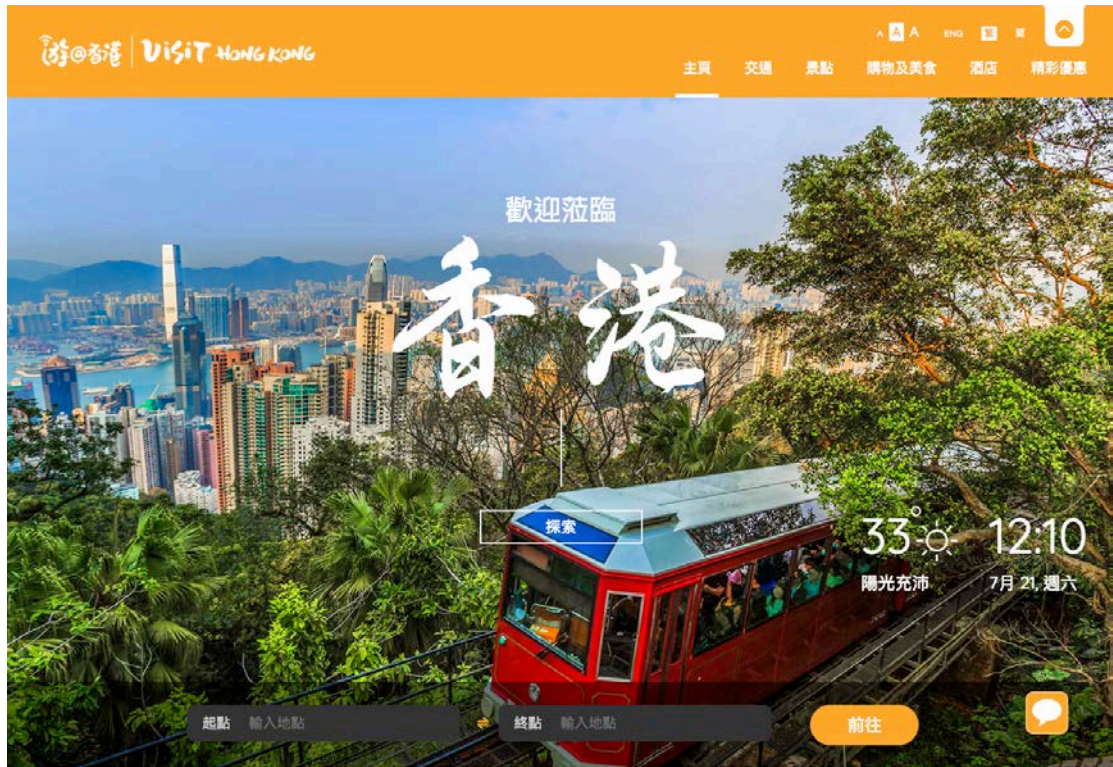 游@香港 | VISIT HONG KONG
A A A ENG 繁 簡
主頁 交通 景點 購物及美食 酒店 精彩優惠
歡迎蒞臨
香港
探索
33° 12:10
陽光充沛 7月 21, 週六
起點 輸入地點 終點 輸入地點 前往